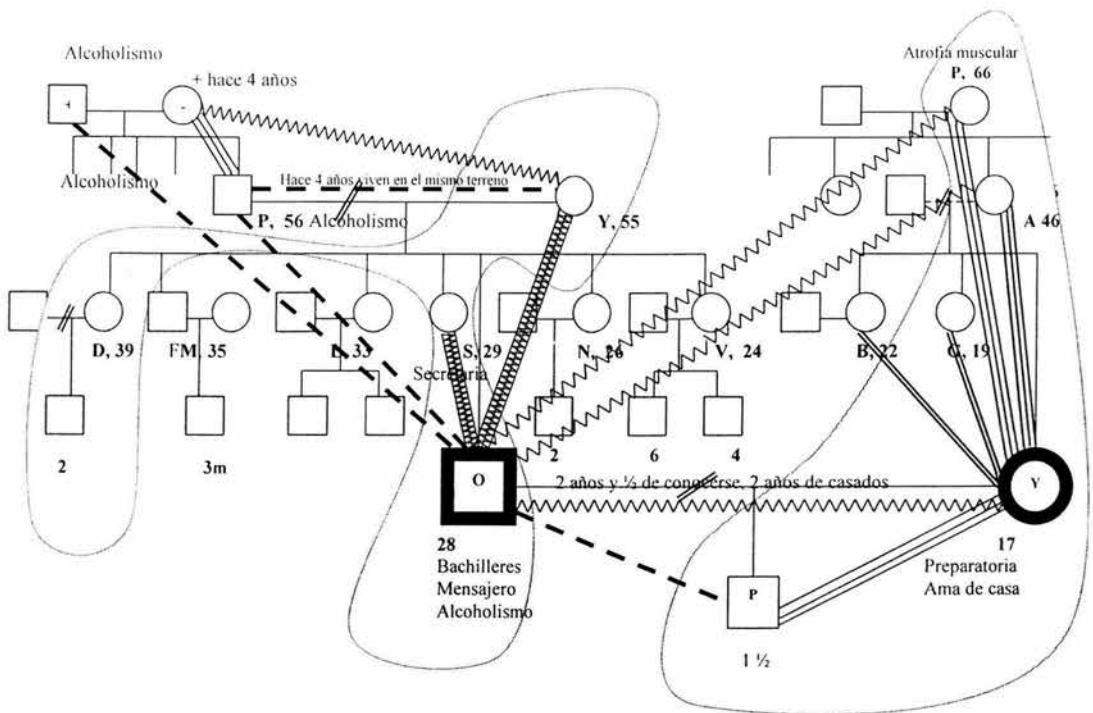 Alcoholismo
Atrofia muscular
P, 66
+ hace 4 años
+
-
Alcoholismo
Hace 4 años viven en el mismo terreno
P, 56 Alcoholismo
Y, 55
A 46
D, 39
FM, 35
E, 33
S, 29
N, 26
V, 24
B, 22
G, 19
Secretaria
2
3m
2
6
4
O
2 años y ½ de conocerse, 2 años de casados
Y
28
Bachilleres
Mensajero
Alcoholismo
17
Preparatoria
Ama de casa
P
1 ½